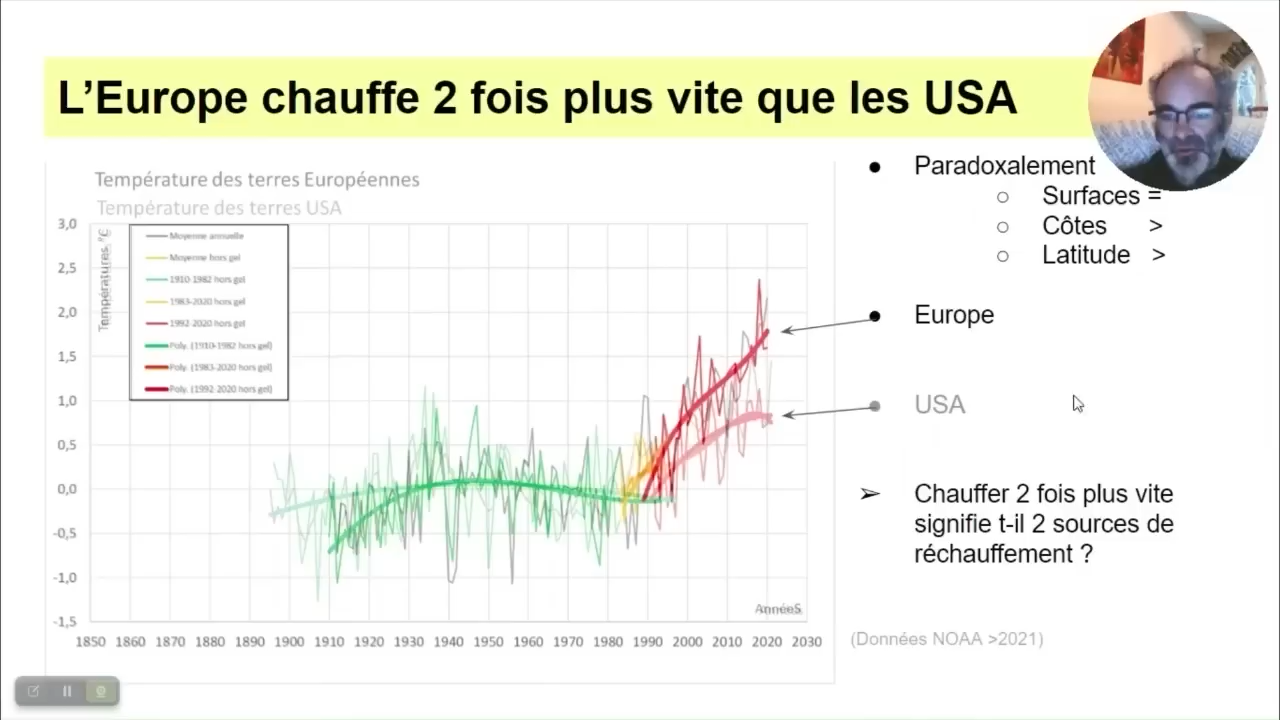 L'Europe chauffe 2 fois plus vite que les USA
Température des terres Européennes
Température des terres USA
3,0
2,5
2,0
1,5
1,0
0,5
0,0
-0,5
-1,0
-1,5
Températures, °C
Moyenne annuelle
Moyenne hors gel
1910-1982 hors gel
1983-2020 hors gel
1992-2020 hors gel
Poly. (1910-1982 hors gel)
Poly. (1983-2020 hors gel)
Poly. (1992-2020 hors gel)
AnnéeS
1850 1860 1870 1880 1890 1900 1910 1920 1930 1940 1950 1960 1970 1980 1990 2000 2010 2020 2030
● Paradoxalement
○ Surfaces =
○ Côtes >
○ Latitude >
● Europe
● USA
➢ Chauffer 2 fois plus vite
signifie t-il 2 sources de
réchauffement ?
(Données NOAA >2021)